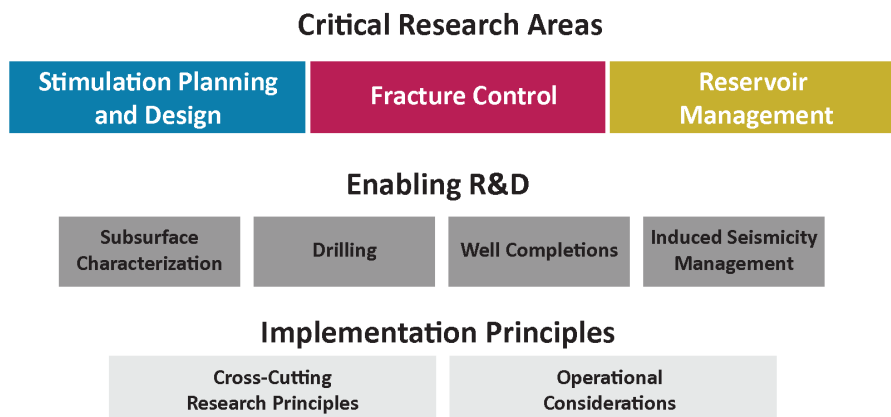 Critical Research Areas
Stimulation Planning
and Design
Fracture Control
Reservoir
Management
Enabling R&D
Subsurface
Characterization
Drilling
Well Completions
Induced Seismicity
Management
Implementation Principles
Cross-Cutting
Research Principles
Operational
Considerations